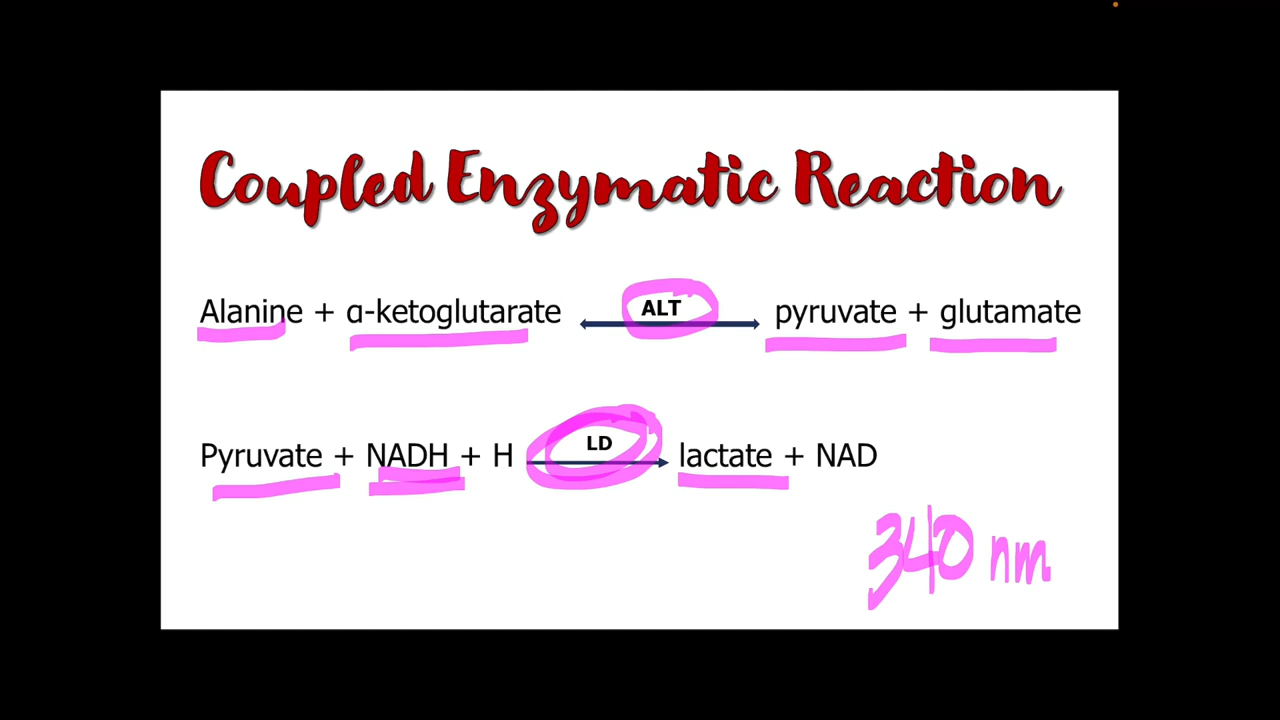 Coupled Enzymatic Reaction
Alanine + α-ketoglutarate ALT pyruvate + glutamate
Pyruvate + NADH + H LD lactate + NAD
340 nm